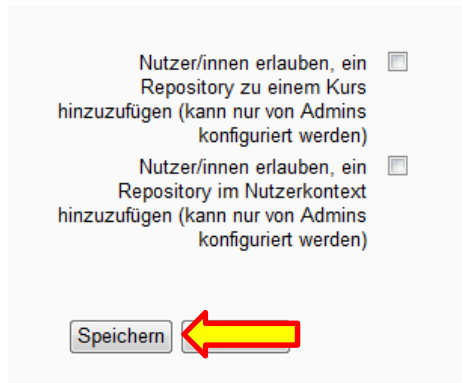 Nutzer/innen erlauben, ein
Repository zu einem Kurs
hinzuzufügen (kann nur von Admins
konfiguriert werden)
Nutzer/innen erlauben, ein
Repository im Nutzerkontext
hinzuzufügen (kann nur von Admins
konfiguriert werden)
Speichern